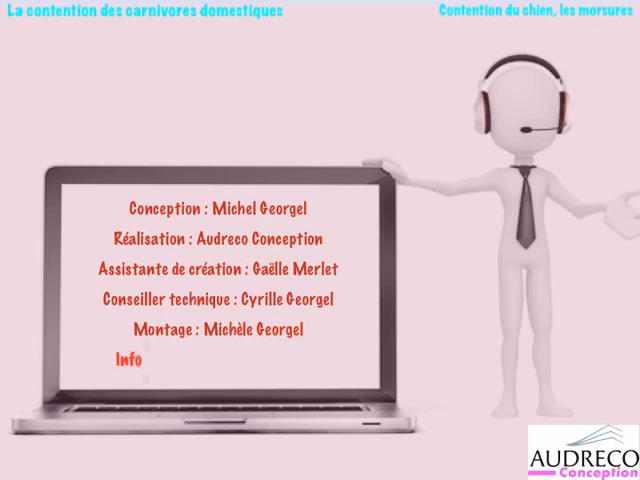 La contention des carnivores domestiques
Contention du chien, les morsures
Conception : Michel Georgel
Réalisation : Audreco Conception
Assistante de création : Gaëlle Merlet
Conseiller technique : Cyrille Georgel
Montage : Michèle Georgel
Info
AUDRECO
Conception